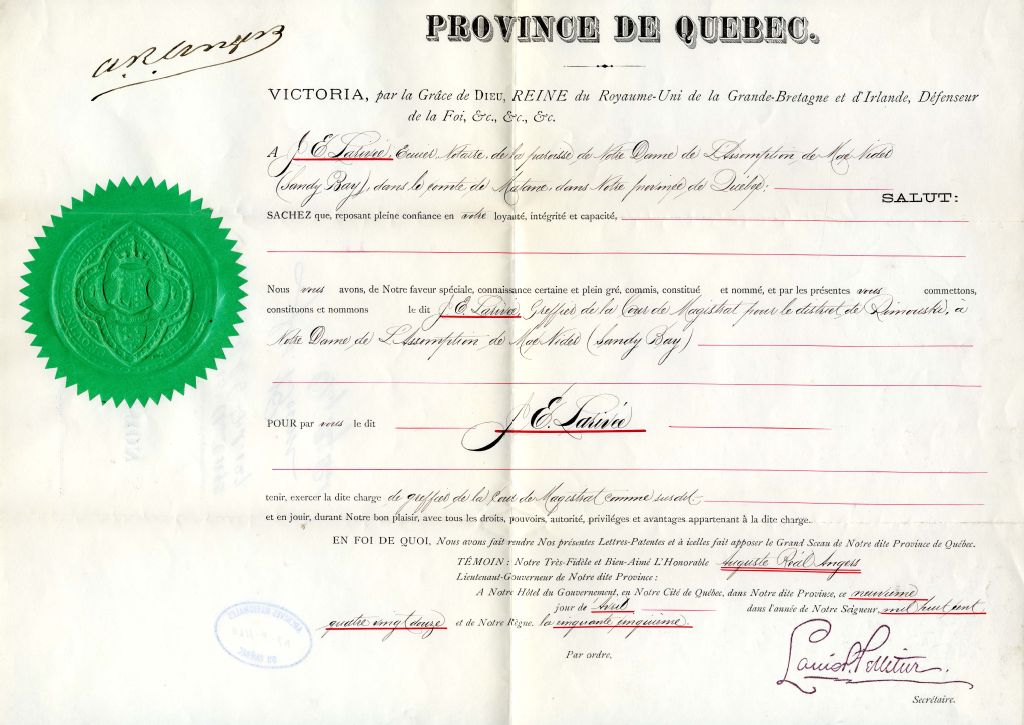 PROVINCE DE QUEBEC.
A.R. Angers
VICTORIA, par la Grâce de DIEU, REINE du Royaume-Uni de la Grande-Bretagne et d'Irlande, Défenseur
de la Foi, &c., &c., &c.
A J E. Larivée Ecuier, Notaire, de la paroisse de Notre Dame de L'Assomption de Mac Nider
(Sandy Bay), dans le comté de Matane, dans Notre province de Québec:
SALUT:
SACHEZ que, reposant pleine confiance en votre loyauté, intégrité et capacité,
Nous vous avons, de Notre faveur spéciale, connaissance certaine et plein gré, commis, constitué et nommé, et par les présentes vous commettons,
constituons et nommons le dit J. E. Larivée, Greffier de la Cour de Magistrat pour le district de Rimouski, à
Notre Dame de L'Assomption de Mac Nider (Sandy Bay)
POUR par vous le dit J E. Larivée
tenir, exercer la dite charge de greffier de la Cour de Magistrat comme susdit,
et en jouir, durant Notre bon plaisir, avec tous les droits, pouvoirs, autorité, priviléges et avantages appartenant à la dite charge.
EN FOI DE QUOI, Nous avons fait rendre Nos présentes Lettres-Patentes et à icelles fait apposer le Grand Sceau de Notre dite Province de Québec.
TÉMOIN : Notre Très-Fidèle et Bien-Aimé L'Honorable Auguste Réal Angers
Lieutenant-Gouverneur de Notre dite Province :
A Notre Hôtel du Gouvernement, en Notre Cité de Québec, dans Notre dite Province, ce neuvième
jour de Avril dans l'année de Notre Seigneur, mil huit cent
quatre vingt douze et de Notre Règne. la cinquante cinquième.
Par ordre.
Louis P. Pelletier.
Secrétaire.